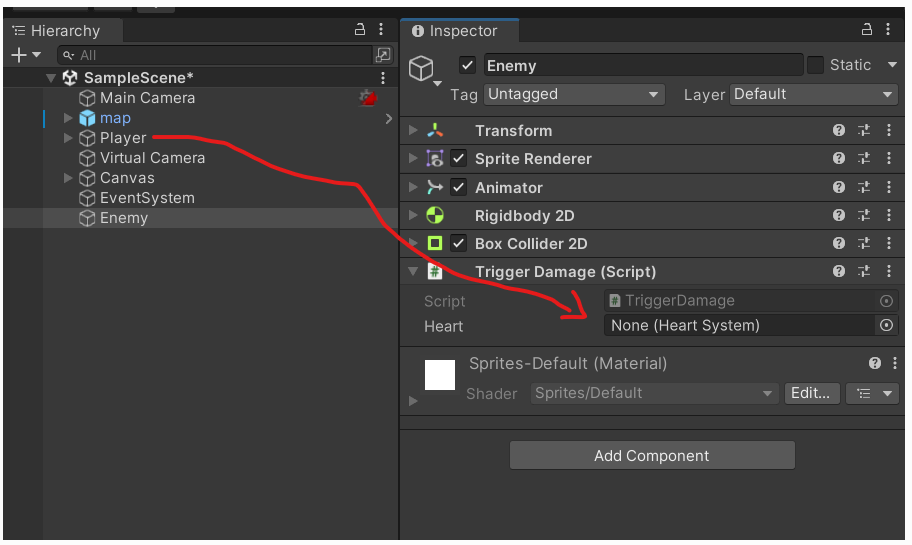 Hierarchy
All
SampleScene*
Main Camera
map
Player
Virtual Camera
Canvas
EventSystem
Enemy
Inspector
Enemy
Static
Tag Untagged Layer Default
Transform
Sprite Renderer
Animator
Rigidbody 2D
Box Collider 2D
# Trigger Damage (Script)
Script # TriggerDamage
Heart None (Heart System)
Sprites-Default (Material)
Shader Sprites/Default Edit...
Add Component